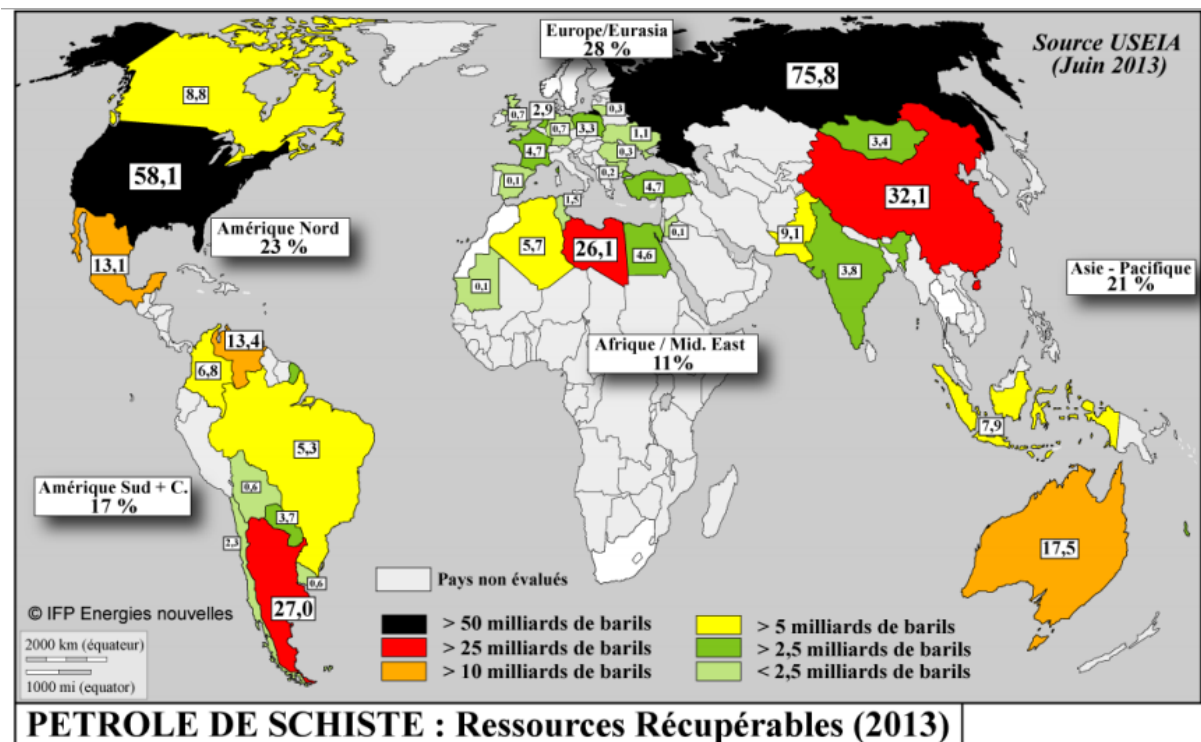 Europe/Eurasia
28 %
Source USEIA
(Juin 2013)
75,8
8,8
0,7
2,9
0,3
0,7
3,3
1,1
4,7
0,3
0,2
0,1
4,7
3,4
58,1
32,1
1,5
Amérique Nord
23 %
5,7
26,1
4,6
0,1
9,1
13,1
0,1
3,8
Asie - Pacifique
21 %
13,4
6,8
Afrique / Mid. East
11%
5,3
7,9
Amérique Sud + C.
17 %
0,6
3,7
2,3
0,6
17,5
27,0
Pays non évalués
© IFP Energies nouvelles
2000 km (équateur)
1000 mi (equator)
> 50 milliards de barils
> 25 milliards de barils
> 10 milliards de barils
> 5 milliards de barils
> 2,5 milliards de barils
< 2,5 milliards de barils
PETROLE DE SCHISTE : Ressources Récupérables (2013)